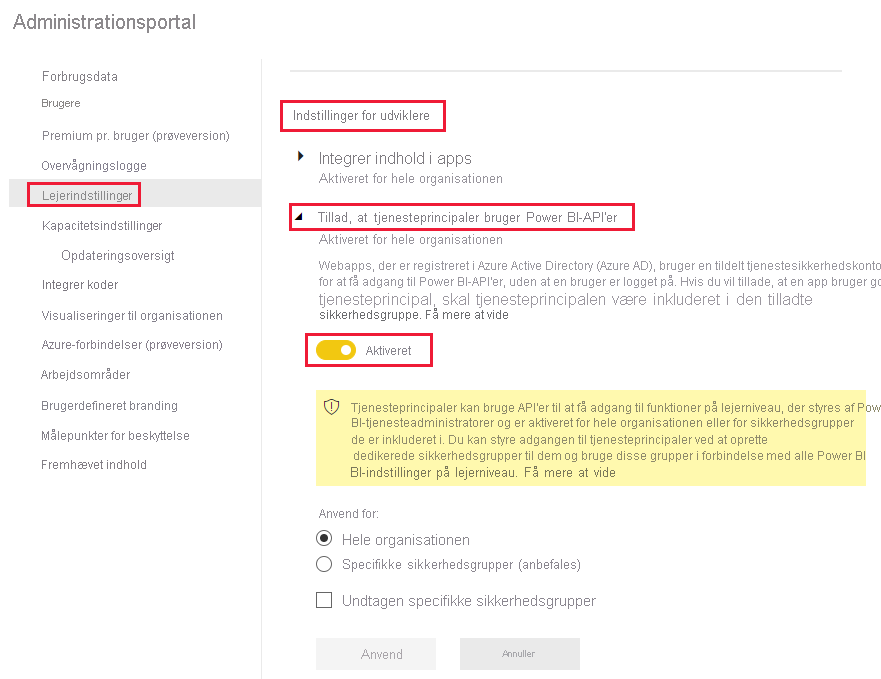 Administrationsportal
Forbrugsdata
Brugere
Premium pr. bruger (prøveversion)
Overvågningslogge
Lejerindstillinger
Kapacitetsindstillinger
Opdateringsoversigt
Integrer koder
Visualiseringer til organisationen
Azure-forbindelser (prøveversion)
Arbejdsområder
Brugerdefineret branding
Målepunkter for beskyttelse
Fremhævet indhold
Indstillinger for udviklere
Integrer indhold i apps
Aktiveret for hele organisationen
Tillad, at tjenesteprincipaler bruger Power BI-API'er
Aktiveret for hele organisationen
Webapps, der er registreret i Azure Active Directory (Azure AD), bruger en tildelt tjenestesikkerhedskonto
for at få adgang til Power BI-API'er, uden at en bruger er logget på. Hvis du vil tillade, at en app bruger go
tjenesteprincipal, skal tjenesteprincipalen være inkluderet i den tilladte
sikkerhedsgruppe. Få mere at vide
Aktiveret
Tjenesteprincipaler kan bruge API'er til at få adgang til funktioner på lejerniveau, der styres af Pow
BI-tjenesteadministratorer og er aktiveret for hele organisationen eller for sikkerhedsgrupper
de er inkluderet i. Du kan styre adgangen til tjenesteprincipaler ved at oprette
dedikerede sikkerhedsgrupper til dem og bruge disse grupper i forbindelse med alle Power BI
BI-indstillinger på lejerniveau. Få mere at vide
Anvend for:
Hele organisationen
Specifikke sikkerhedsgrupper (anbefales)
Undtagen specifikke sikkerhedsgrupper
Anvend
Annuller